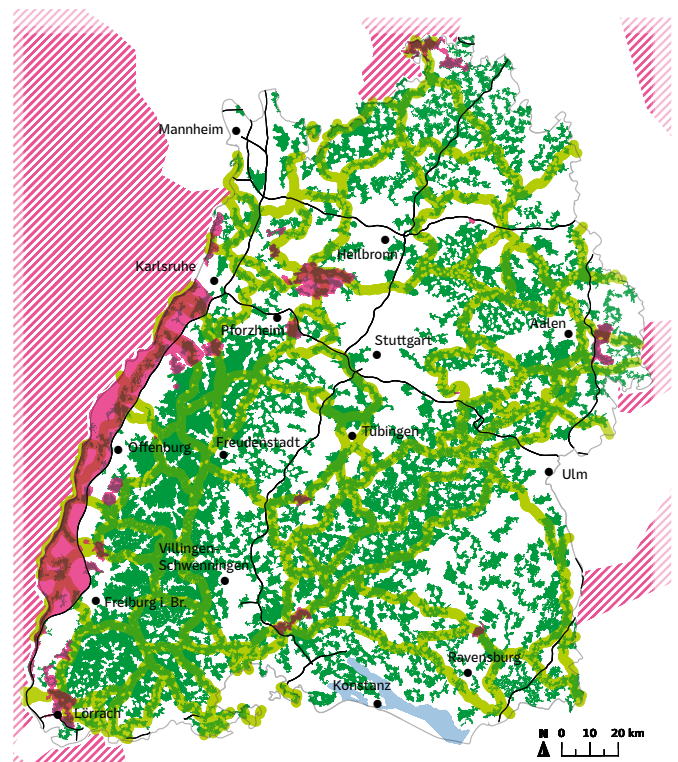 Mannheim
Heilbronn
Karlsruhe
Pforzheim
Aalen
Stuttgart
Tübingen
Offenburg
Freudenstadt
Ulm
Villingen-
Schwenningen
Freiburg i. Br.
Ravensburg
Konstanz
Lörrach
N 0 10 20 km